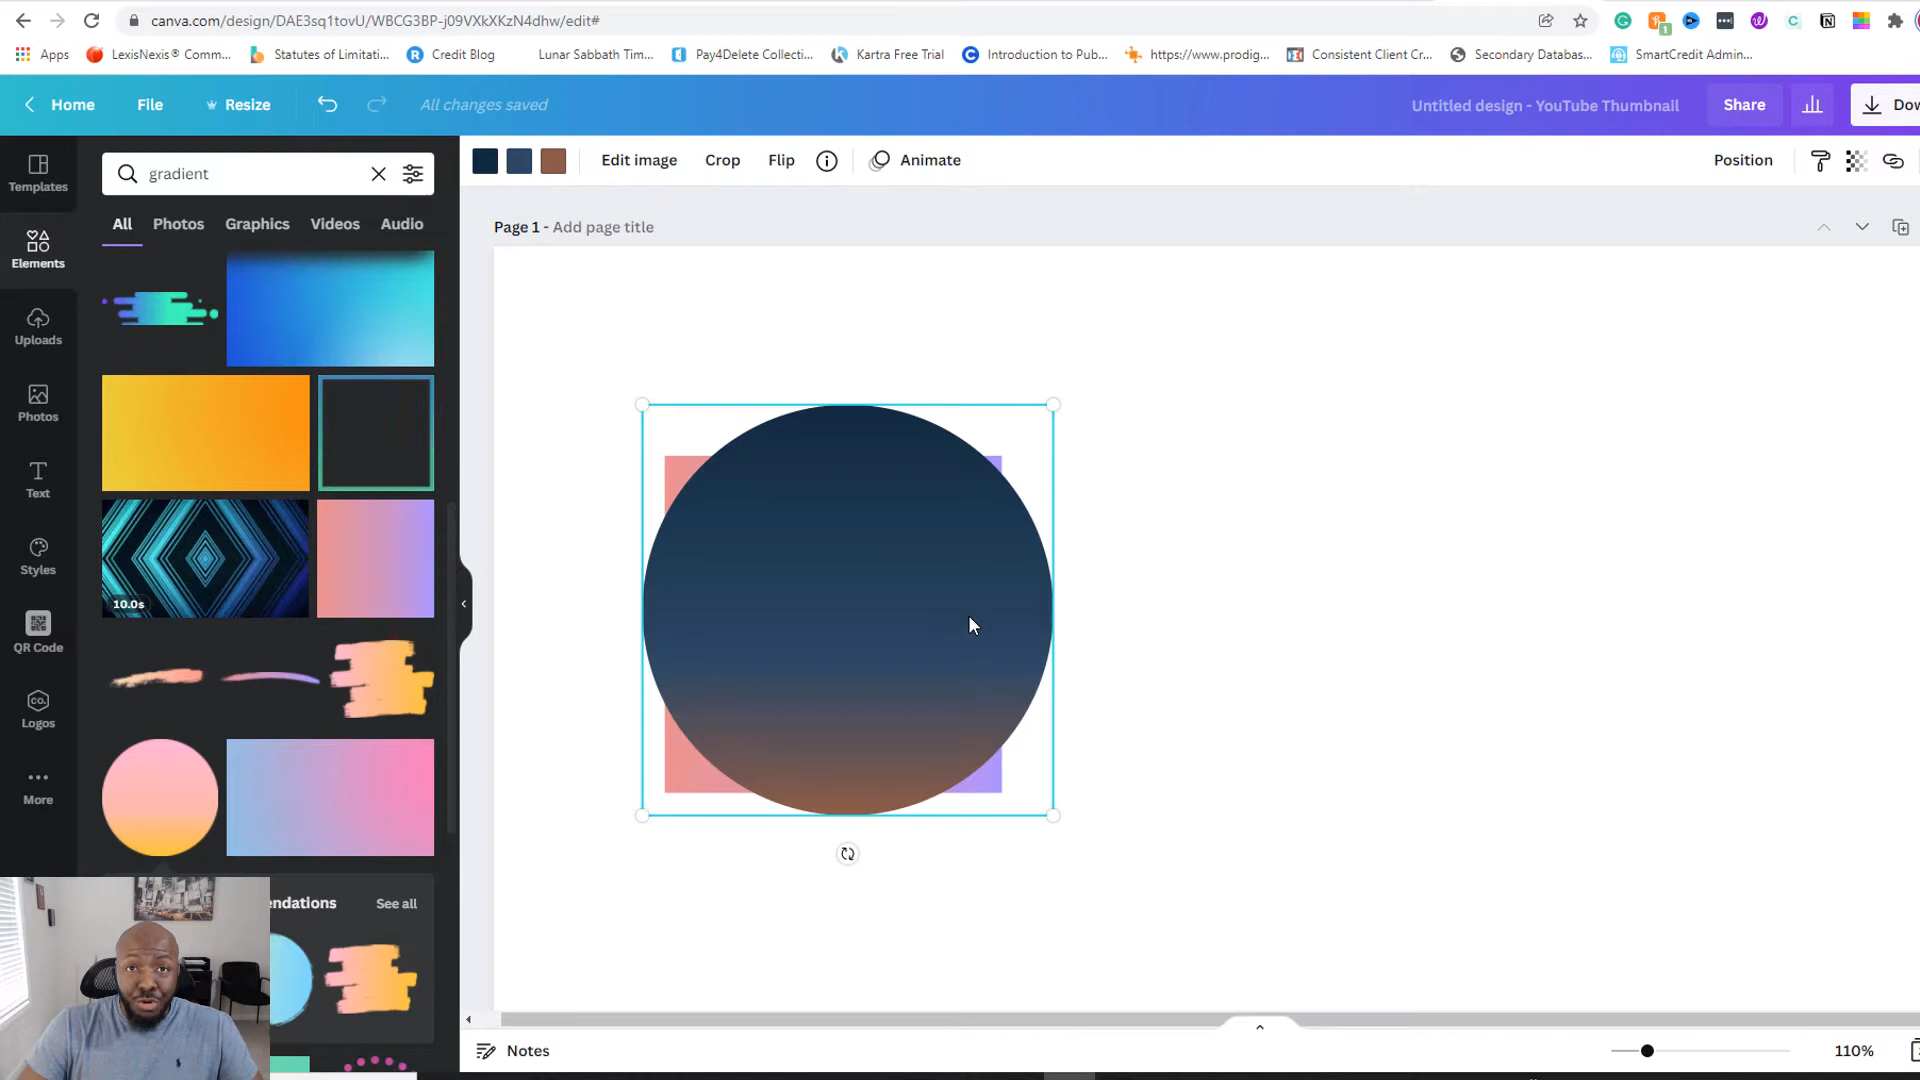 canva.com/design/DAE3sq1tovU/WBCG3BP-j09VXkXKzN4dhw/edit#
Apps LexisNexis® Comm... Statutes of Limitati... Credit Blog Lunar Sabbath Tim... Pay4Delete Collecti... Kartra Free Trial Introduction to Pub... https://www.prodig... Consistent Client Cr... Secondary Databas... SmartCredit Admin...
Home File Resize All changes saved Untitled design - YouTube Thumbnail Share Dow
gradient
Edit image Crop Flip Animate Position
Templates
All Photos Graphics Videos Audio
Page 1 - Add page title
Elements
Uploads
Photos
Text
Styles
10.0s
QR Code
CO.
Logos
More
endations See all
Notes 110%